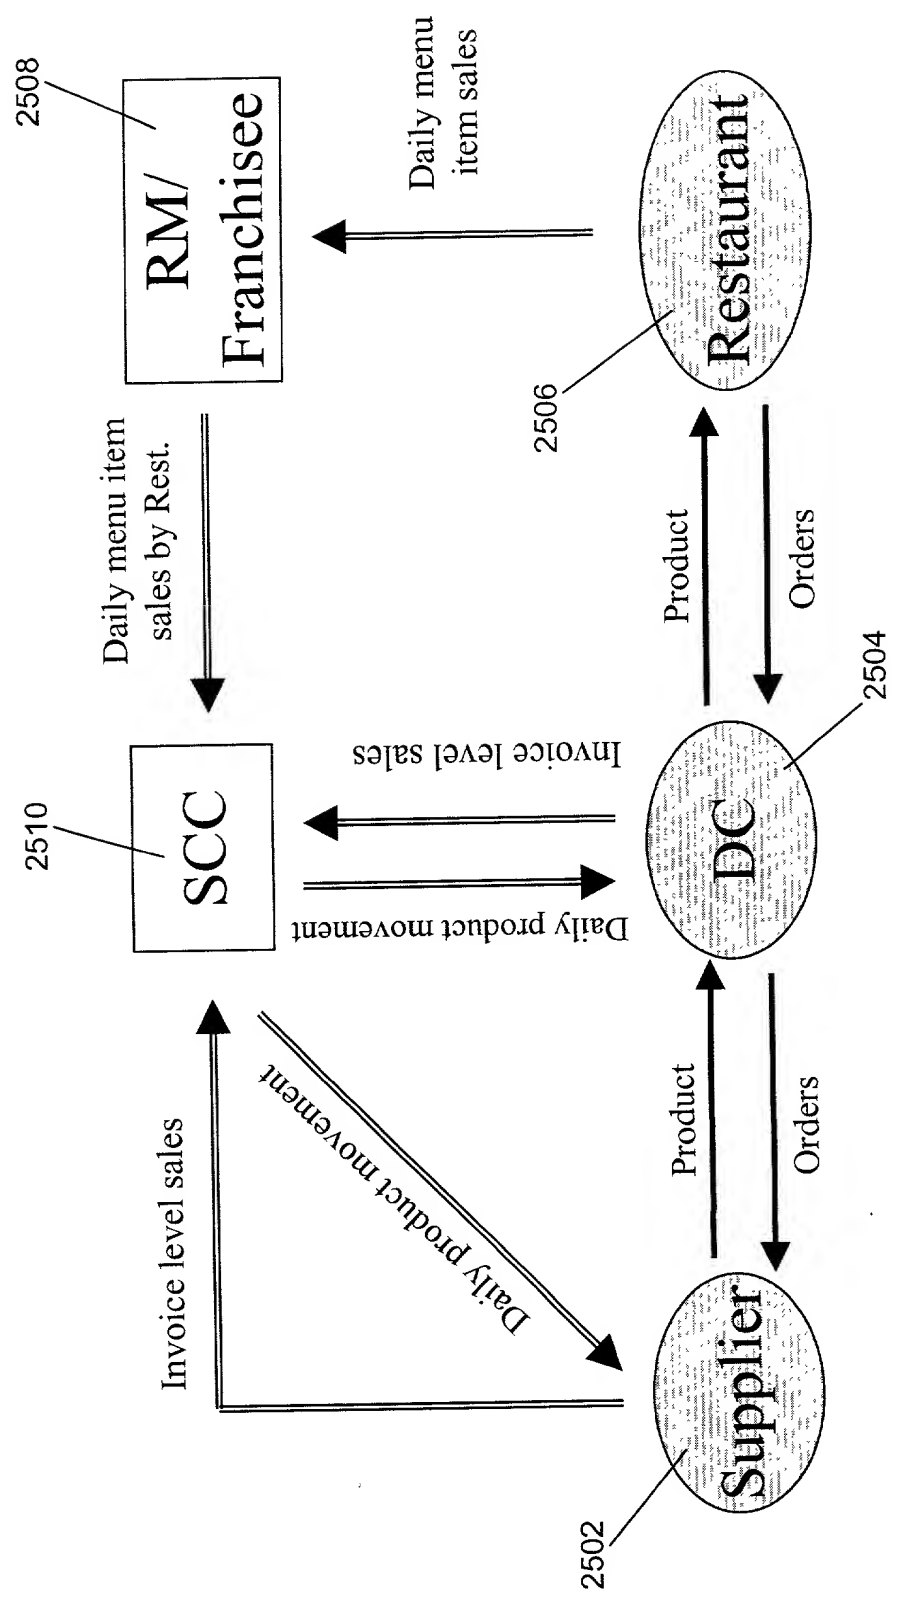 2508
RM/
Franchisee
Daily menu
item sales
Restaurant
2506
Daily menu item
sales by Rest.
Product
Orders
2510
SCC
Invoice level sales
Daily product movement
DC
2504
Invoice level sales
Daily product movement
Product
Orders
Supplier
2502